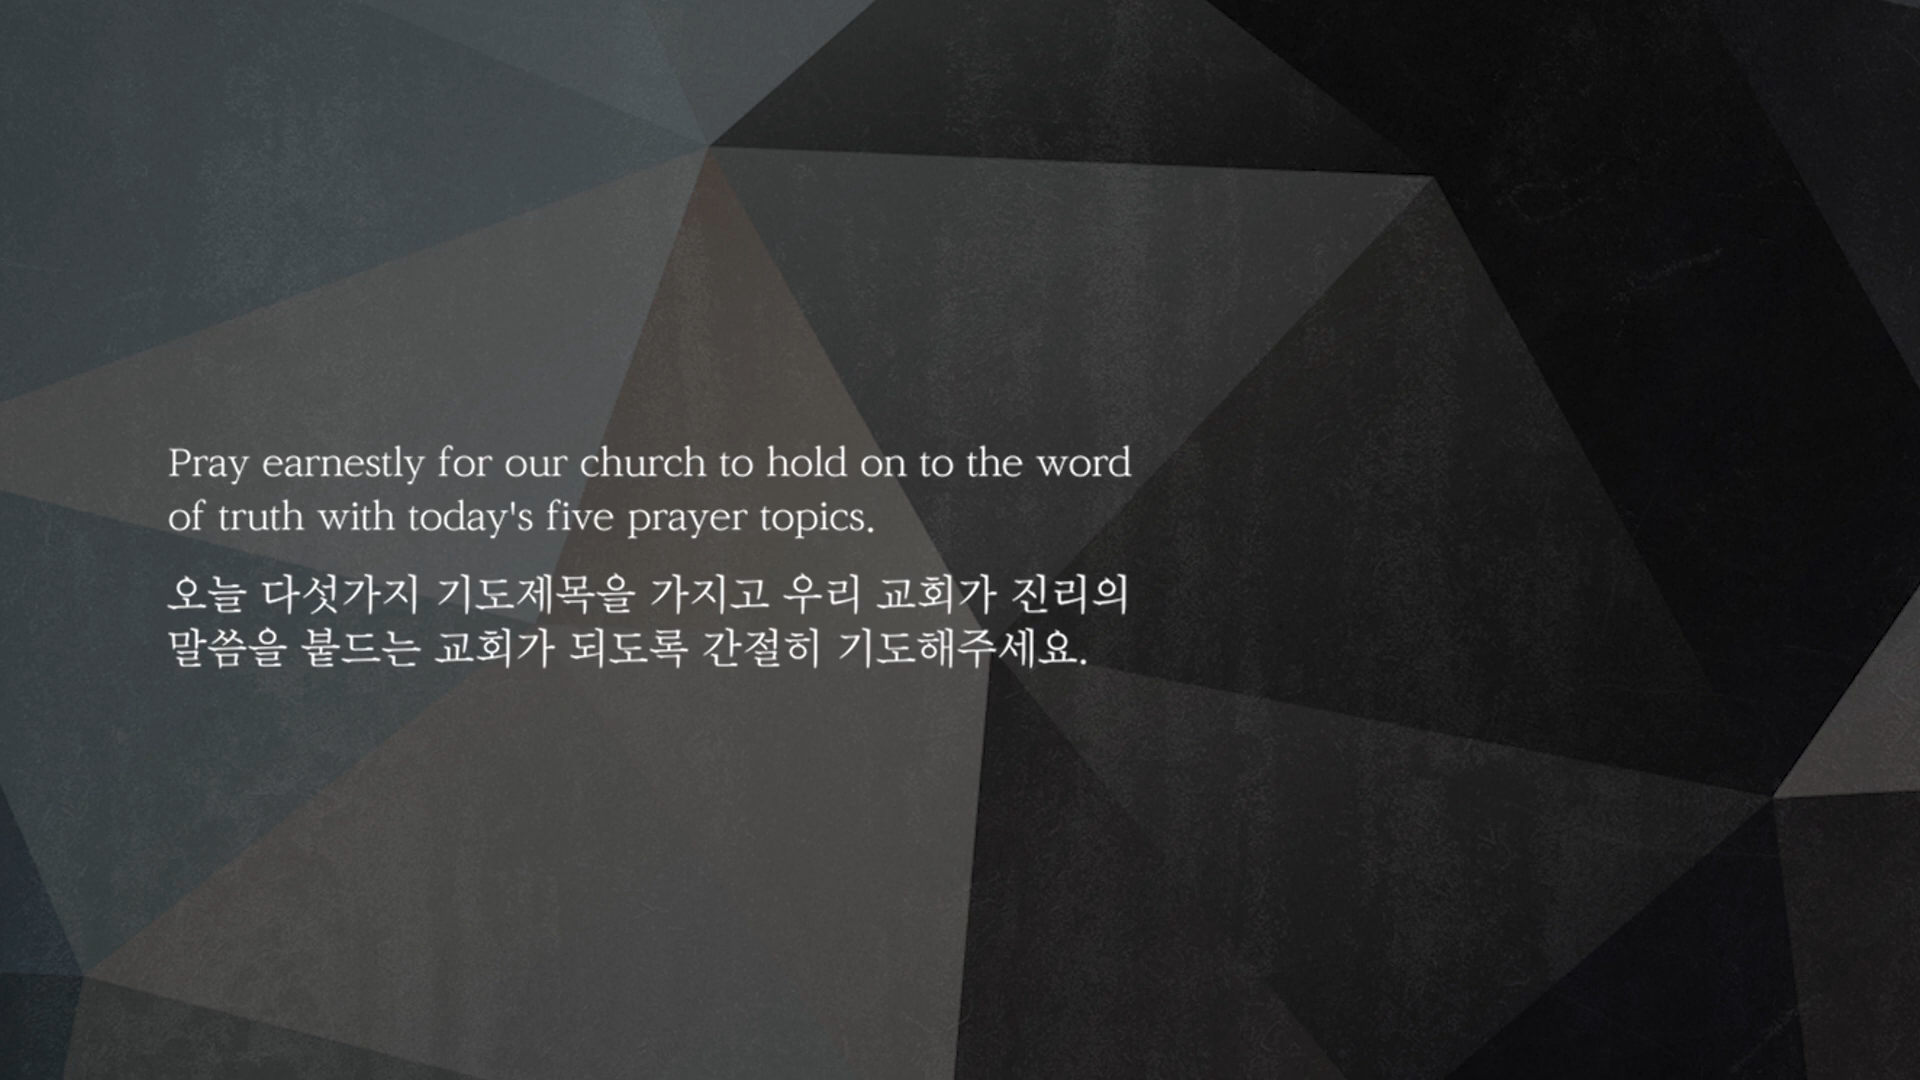 Pray earnestly for our church to hold on to the word
of truth with today's five prayer topics.
오늘 다섯가지 기도제목을 가지고 우리 교회가 진리의
말씀을 붙드는 교회가 되도록 간절히 기도해주세요.